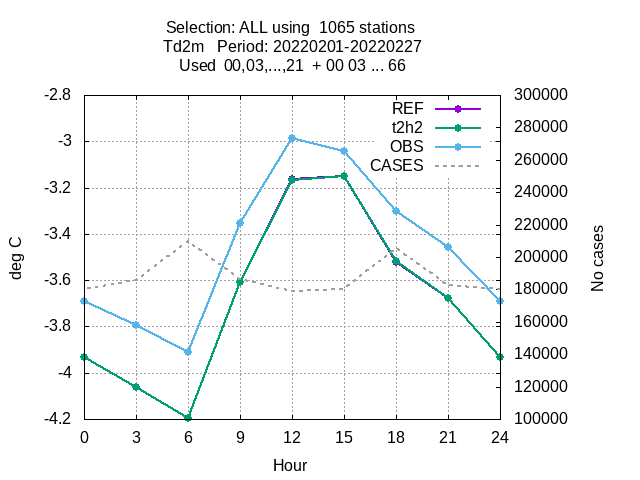 Selection: ALL using  1065 stations
Td2m   Period: 20220201-20220227
Used  00,03,...,21  + 00 03 ... 66
-2.8
-3
-3.2
-3.4
-3.6
-3.8
-4
-4.2
deg C
REF
t2h2
OBS
CASES
300000
280000
260000
240000
220000
200000
180000
160000
140000
120000
100000
No cases
0 3 6 9 12 15 18 21 24
Hour